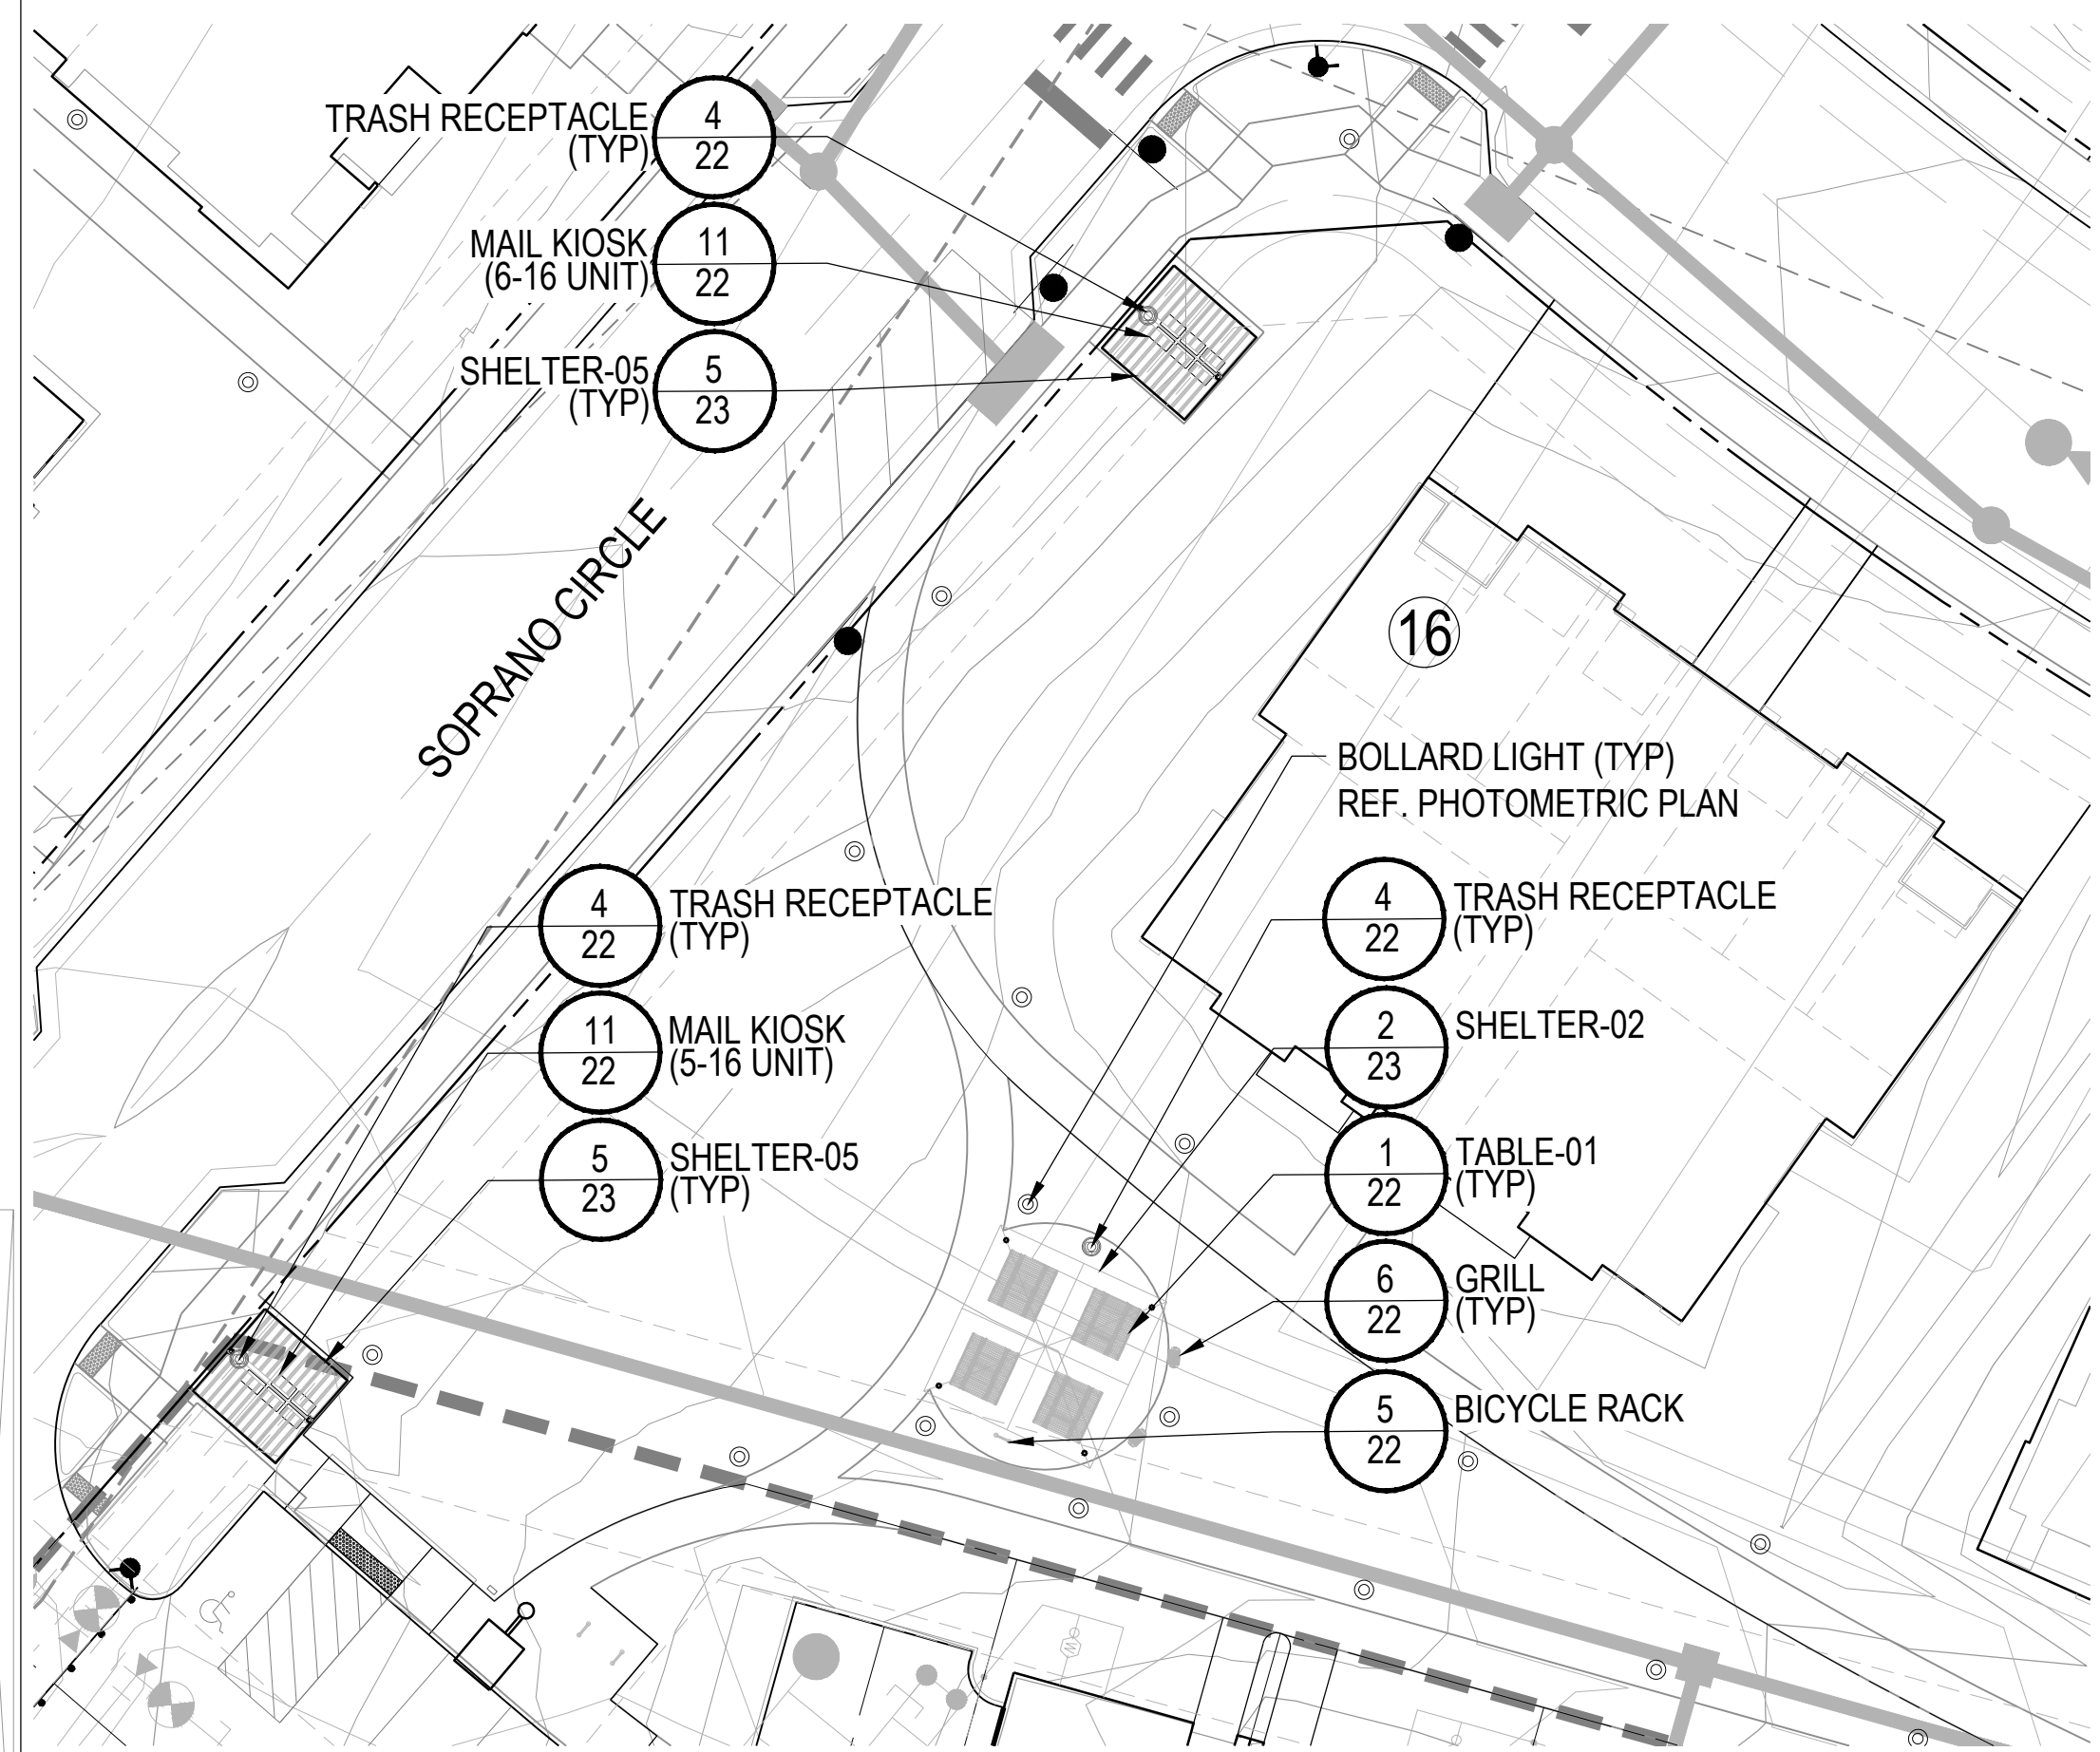 TRASH RECEPTACLE
(TYP)
4
22
MAIL KIOSK
(6-16 UNIT)
11
22
SHELTER-05
(TYP)
5
23
SOPRANO CIRCLE
16
BOLLARD LIGHT (TYP)
REF. PHOTOMETRIC PLAN
4
22
TRASH RECEPTACLE
(TYP)
11
22
MAIL KIOSK
(5-16 UNIT)
5
23
SHELTER-05
(TYP)
4
22
TRASH RECEPTACLE
(TYP)
2
23
SHELTER-02
1
22
TABLE-01
(TYP)
6
22
GRILL
(TYP)
5
22
BICYCLE RACK
W